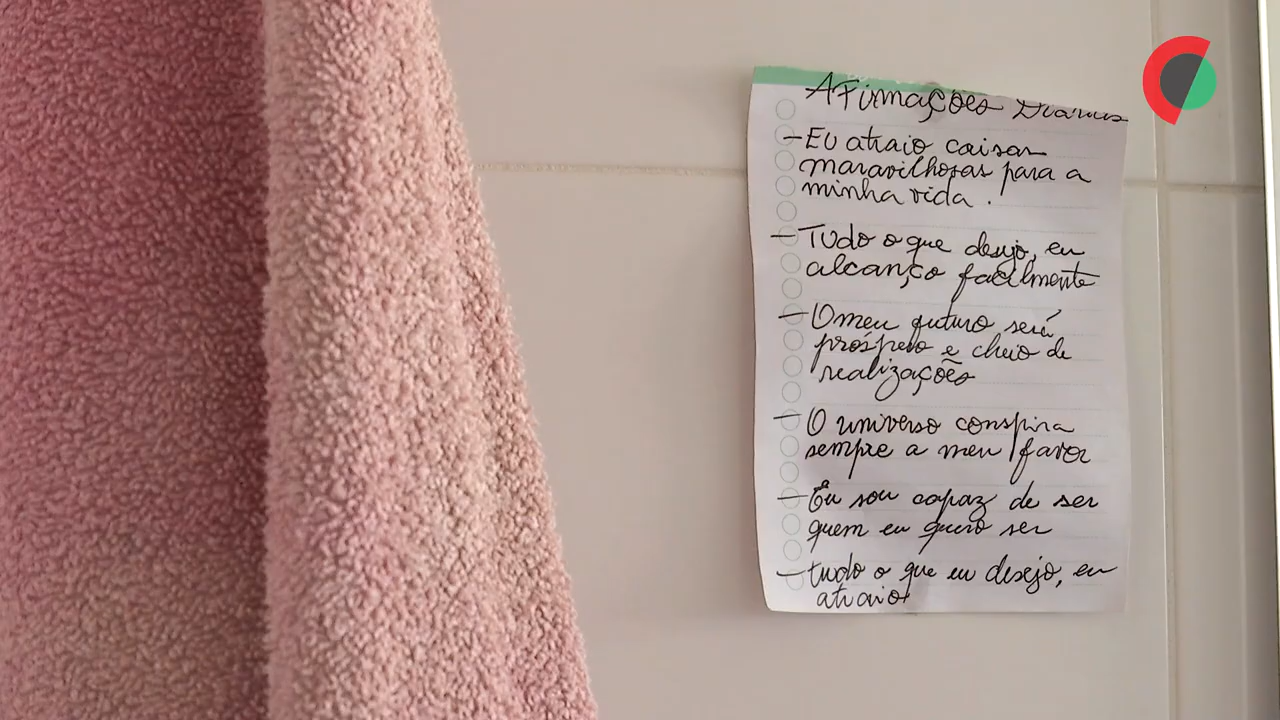 Afirmações Diárias
- Eu atraio coisas
maravilhosas para a
minha vida.
- Tudo o que desejo, eu
alcanço facilmente
- O meu futuro será
próspero e cheio de
realizações
- O universo conspira
sempre a meu favor
- Eu sou capaz de ser
quem eu quero ser
- tudo o que eu desejo, eu
atraio